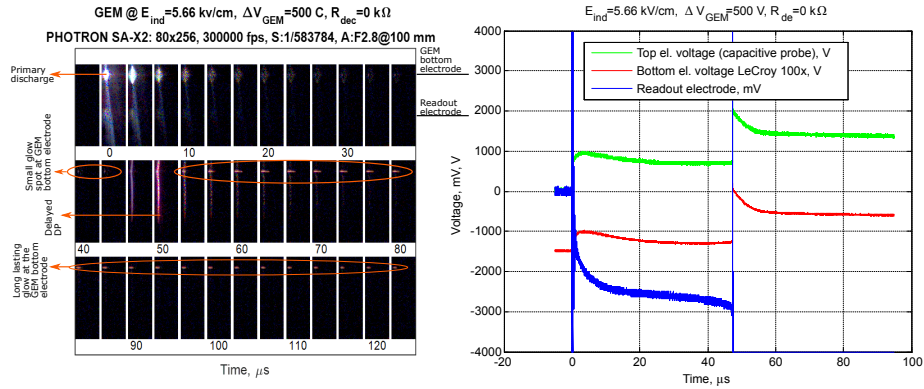 GEM @ E_ind=5.66 kv/cm, Δ V_GEM=500 C, R_dec=0 kΩ
PHOTRON SA-X2: 80x256, 300000 fps, S:1/583784, A:F2.8@100 mm
Primary
discharge
GEM
bottom
electrode
Readout
electrode
0 10 20 30
Small glow
spot at GEM
bottom
electrode
Delayed
DP
40 50 60 70 80
Long lasting
glow at the
GEM bottom
electrode
90 100 110 120
Time, μs
E_ind=5.66 kV/cm, Δ V_GEM=500 V, R_de=0 kΩ
Top el. voltage (capacitive probe), V
Bottom el. voltage LeCroy 100x, V
Readout electrode, mV
Voltage, mV, V
4000
3000
2000
1000
0
-1000
-2000
-3000
-4000
-20 0 20 40 60 80 100
Time, μs